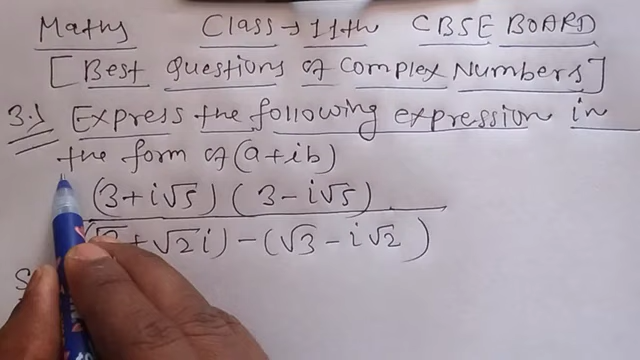 Maths Class → 11th CBSE BOARD
[Best Questions of Complex Numbers]
3.) Express the following expression in
the form of (a+ib)
(3+i√5) (3-i√5)
+√2i) - (√3 - i√2)